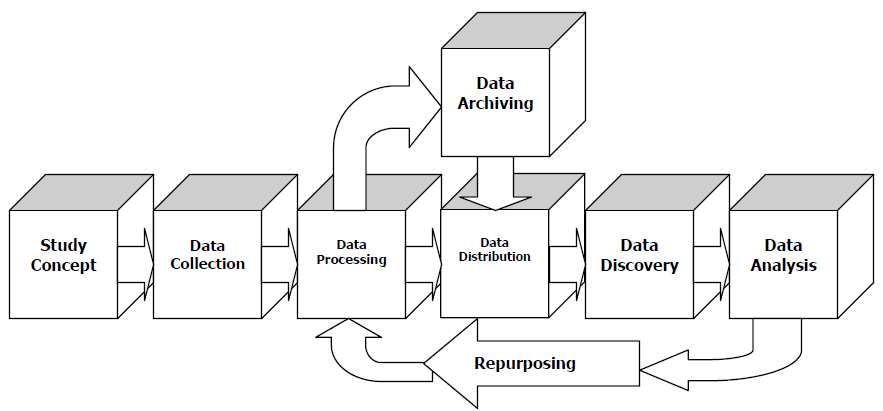 Data
Archiving
Study
Concept
Data
Collection
Data
Processing
Data
Distribution
Data
Discovery
Data
Analysis
Repurposing